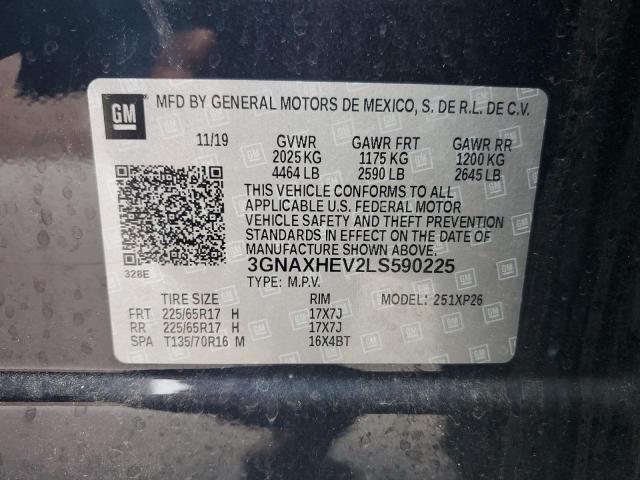 GM MFD BY GENERAL MOTORS DE MEXICO, S. DE R.L. DE C.V.
11/19 GVWR GAWR FRT GAWR RR
2025 KG 1175 KG 1200 KG
4464 LB 2590 LB 2645 LB
THIS VEHICLE CONFORMS TO ALL
APPLICABLE U.S. FEDERAL MOTOR
VEHICLE SAFETY AND THEFT PREVENTION
STANDARDS IN EFFECT ON THE DATE OF
MANUFACTURE SHOWN ABOVE.
328E 3GNAXHEV2LS590225
TYPE: M.P.V. MODEL: 251XP26
TIRE SIZE RIM
FRT 225/65R17 H 17X7J
RR 225/65R17 H 17X7J
SPA T135/70R16 M 16X4BT